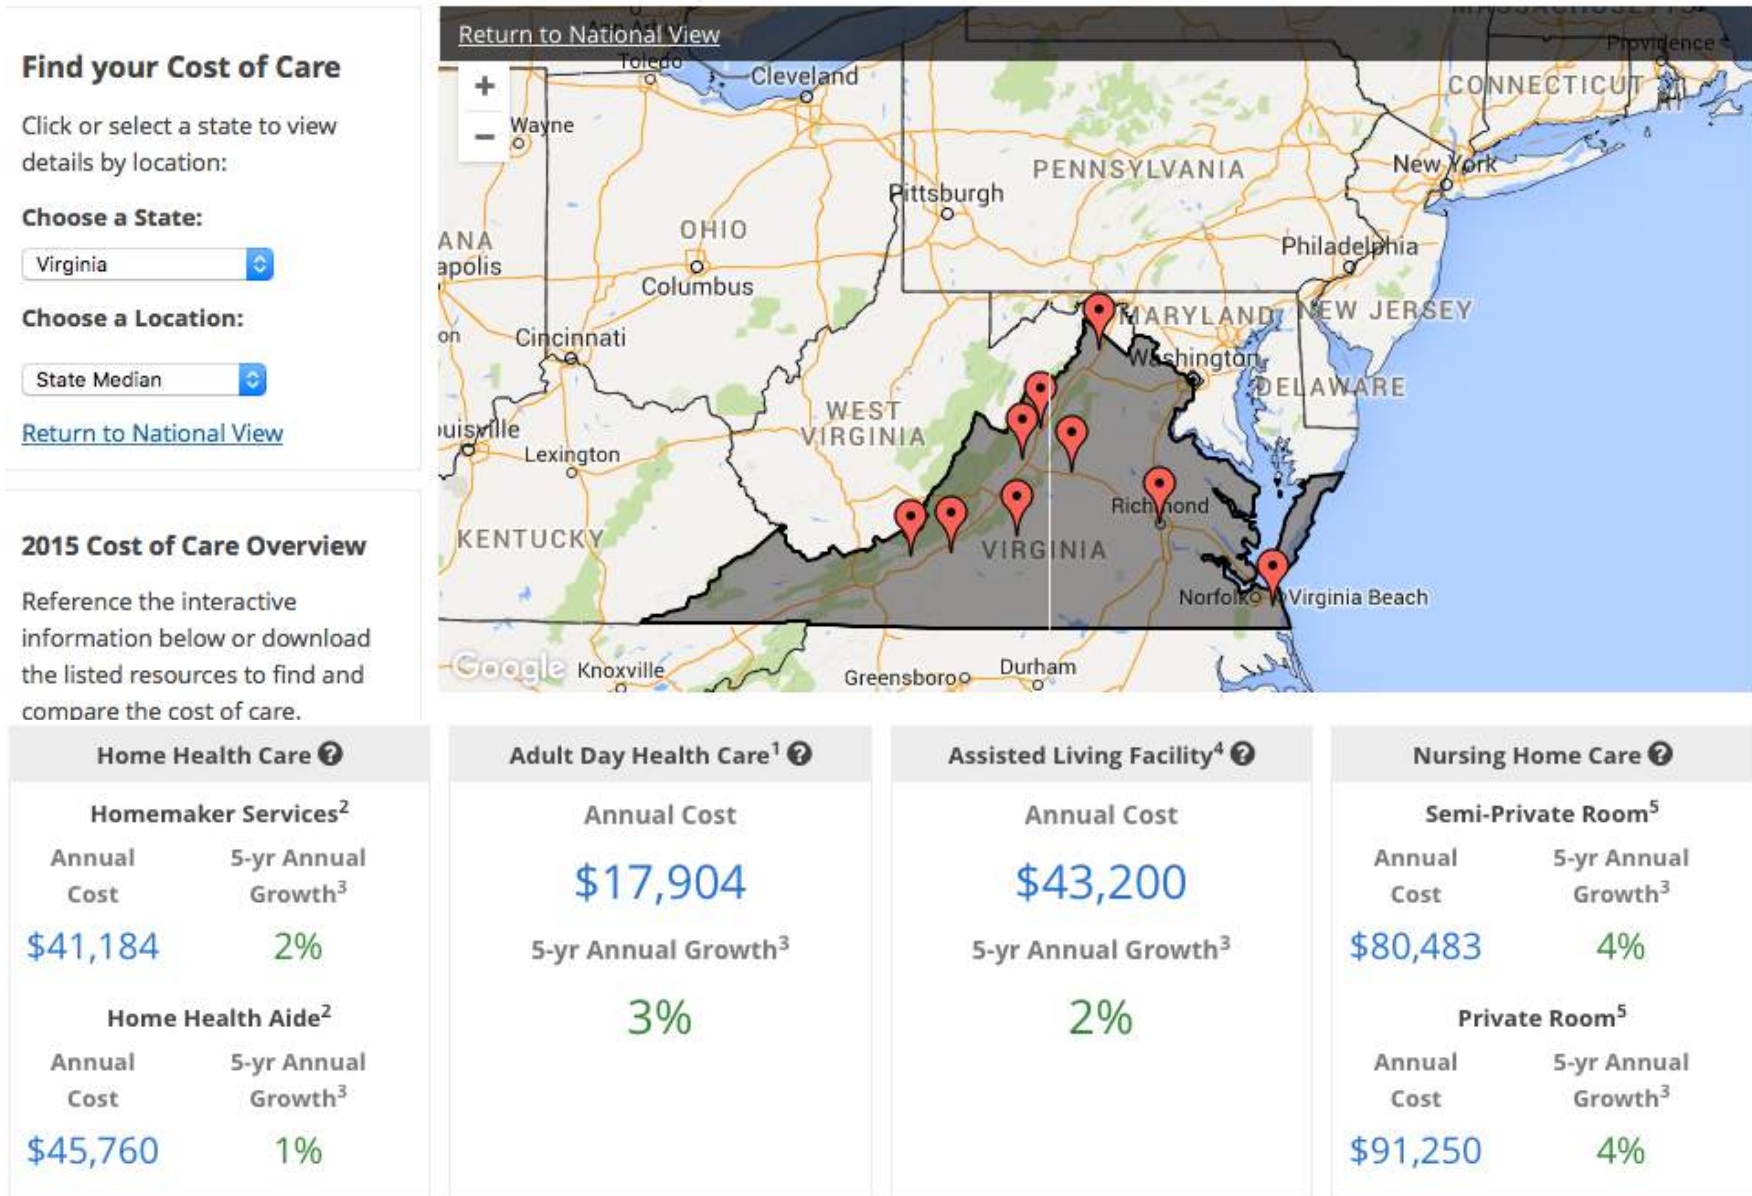 Find your Cost of Care
Click or select a state to view
details by location:
Choose a State:
Virginia
Choose a Location:
State Median
Return to National View
2015 Cost of Care Overview
Reference the interactive
information below or download
the listed resources to find and
compare the cost of care.
Return to National View
+
−
Toledo
Cleveland
Providence
CONNECTICUT
Wayne
PENNSYLVANIA
New York
Pittsburgh
OHIO
ANA
apolis
Philadelphia
Columbus
MARYLAND
NEW JERSEY
on
Cincinnati
Washington
DELAWARE
WEST
VIRGINIA
ouisville
Lexington
Richmond
KENTUCKY
VIRGINIA
Norfolk
Virginia Beach
Google
Knoxville
Greensboro
Durham
Home Health Care ?
Homemaker Services2
Annual
Cost
5-yr Annual
Growth3
$41,184
2%
Home Health Aide2
Annual
Cost
5-yr Annual
Growth3
$45,760
1%
Adult Day Health Care1 ?
Annual Cost
$17,904
5-yr Annual Growth3
3%
Assisted Living Facility4 ?
Annual Cost
$43,200
5-yr Annual Growth3
2%
Nursing Home Care ?
Semi-Private Room5
Annual
Cost
5-yr Annual
Growth3
$80,483
4%
Private Room5
Annual
Cost
5-yr Annual
Growth3
$91,250
4%